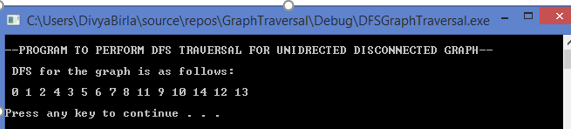 C:\Users\DivyaBirla\source\repos\GraphTraversal\Debug\DFSGraphTraversal.exe
--PROGRAM TO PERFORM DFS TRAVERSAL FOR UNIDRECTED DISCONNECTED GRAPH--
DFS for the graph is as follows:
0 1 2 4 3 5 6 7 8 11 9 10 14 12 13
Press any key to continue . . .